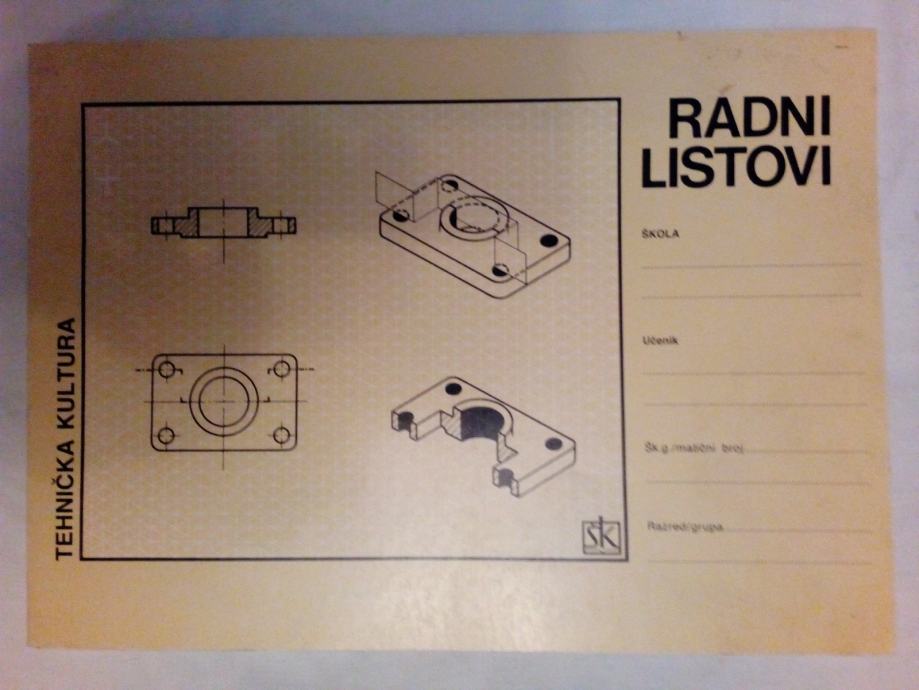 RADNI
LISTOVI
ŠKOLA
Učenik
Šk.g./matični broj
Razred/grupa
TEHNIČKA KULTURA
ŠK